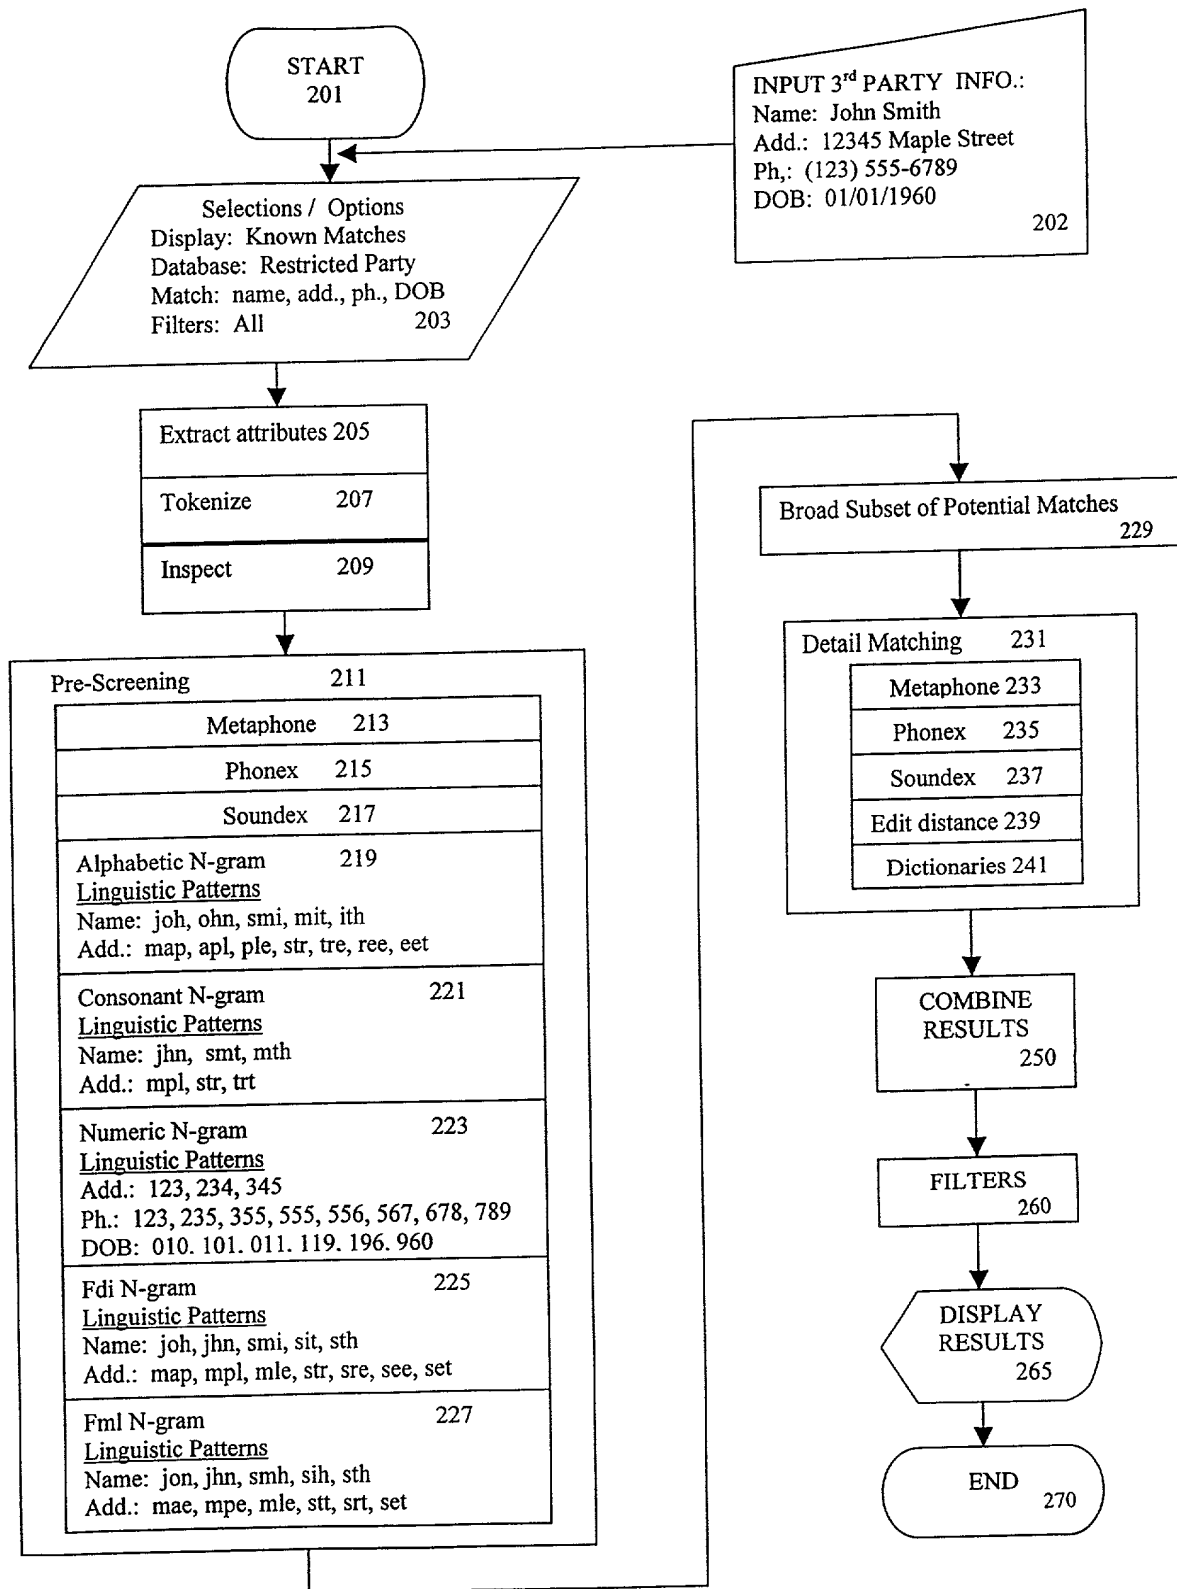 START
201
INPUT 3rd PARTY INFO.:
Name: John Smith
Add.: 12345 Maple Street
Ph,: (123) 555-6789
DOB: 01/01/1960
202
Selections / Options
Display: Known Matches
Database: Restricted Party
Match: name, add., ph., DOB
Filters: All 203
Extract attributes 205
Tokenize 207
Inspect 209
Pre-Screening 211
Metaphone 213
Phonex 215
Soundex 217
Alphabetic N-gram 219
Linguistic Patterns
Name: joh, ohn, smi, mit, ith
Add.: map, apl, ple, str, tre, ree, eet
Consonant N-gram 221
Linguistic Patterns
Name: jhn, smt, mth
Add.: mpl, str, trt
Numeric N-gram 223
Linguistic Patterns
Add.: 123, 234, 345
Ph.: 123, 235, 355, 555, 556, 567, 678, 789
DOB: 010. 101. 011. 119. 196. 960
Fdi N-gram 225
Linguistic Patterns
Name: joh, jhn, smi, sit, sth
Add.: map, mpl, mle, str, sre, see, set
Fml N-gram 227
Linguistic Patterns
Name: jon, jhn, smh, sih, sth
Add.: mae, mpe, mle, stt, srt, set
Broad Subset of Potential Matches
229
Detail Matching 231
Metaphone 233
Phonex 235
Soundex 237
Edit distance 239
Dictionaries 241
COMBINE
RESULTS
250
FILTERS
260
DISPLAY
RESULTS
265
END
270